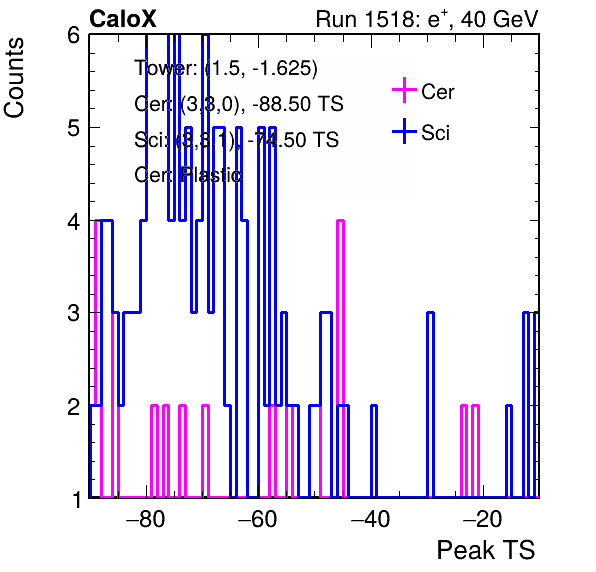 CaloX Run 1518: e+, 40 GeV
Counts
6
5
4
3
2
1
Tower: (1.5, -1.625)
Cer: (3,3,0), -88.50 TS
Sci: (3,3,1), -74.50 TS
Cer: Plastic
Cer
Sci
−80 −60 −40 −20
Peak TS